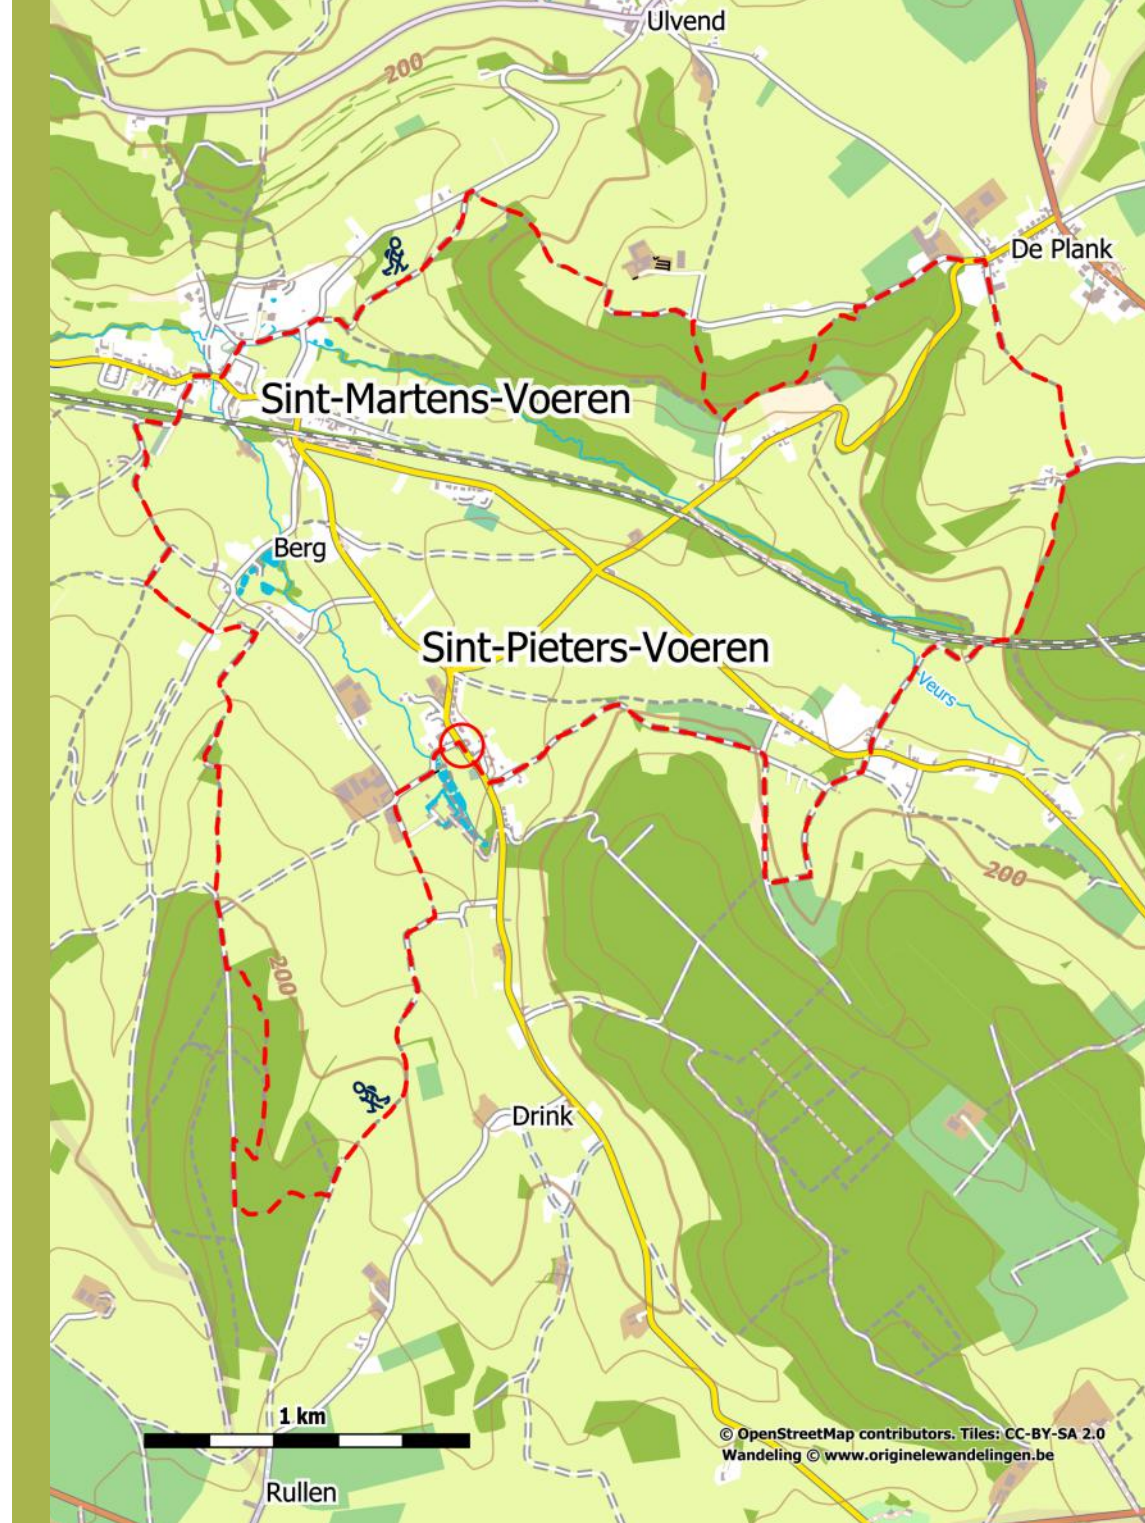 Ulvend
200
De Plank
Sint-Martens-Voeren
Berg
Sint-Pieters-Voeren
Veurs
200
200
Drink
1 km
© OpenStreetMap contributors. Tiles: CC-BY-SA 2.0
Wandeling © www.originelewandelingen.be
Rullen